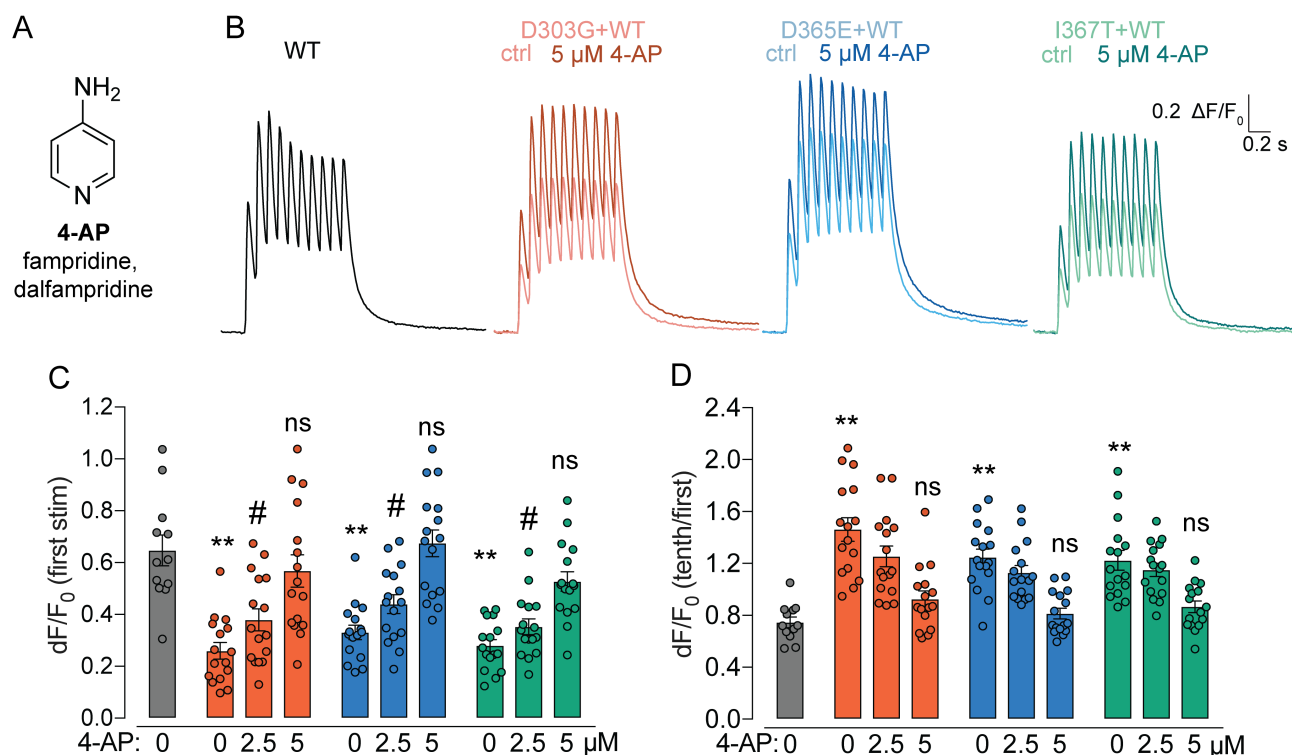 A
NH₂
N
4-AP
fampridine,
dalfampridine
B
WT
D303G+WT
ctrl 5 µM 4-AP
D365E+WT
ctrl 5 µM 4-AP
I367T+WT
ctrl 5 µM 4-AP
0.2 ΔF/F₀
0.2 s
C
dF/F₀ (first stim)
1.2
1.0
0.8
0.6
0.4
0.2
0.0
** # ns ** # ns ** # ns
4-AP: 0 0 2.5 5 0 2.5 5 0 2.5 5 µM
D
dF/F₀ (tenth/first)
2.4
2.0
1.6
1.2
0.8
0.4
0.0
** ns ** ns ** ns
4-AP: 0 0 2.5 5 0 2.5 5 0 2.5 5 µM